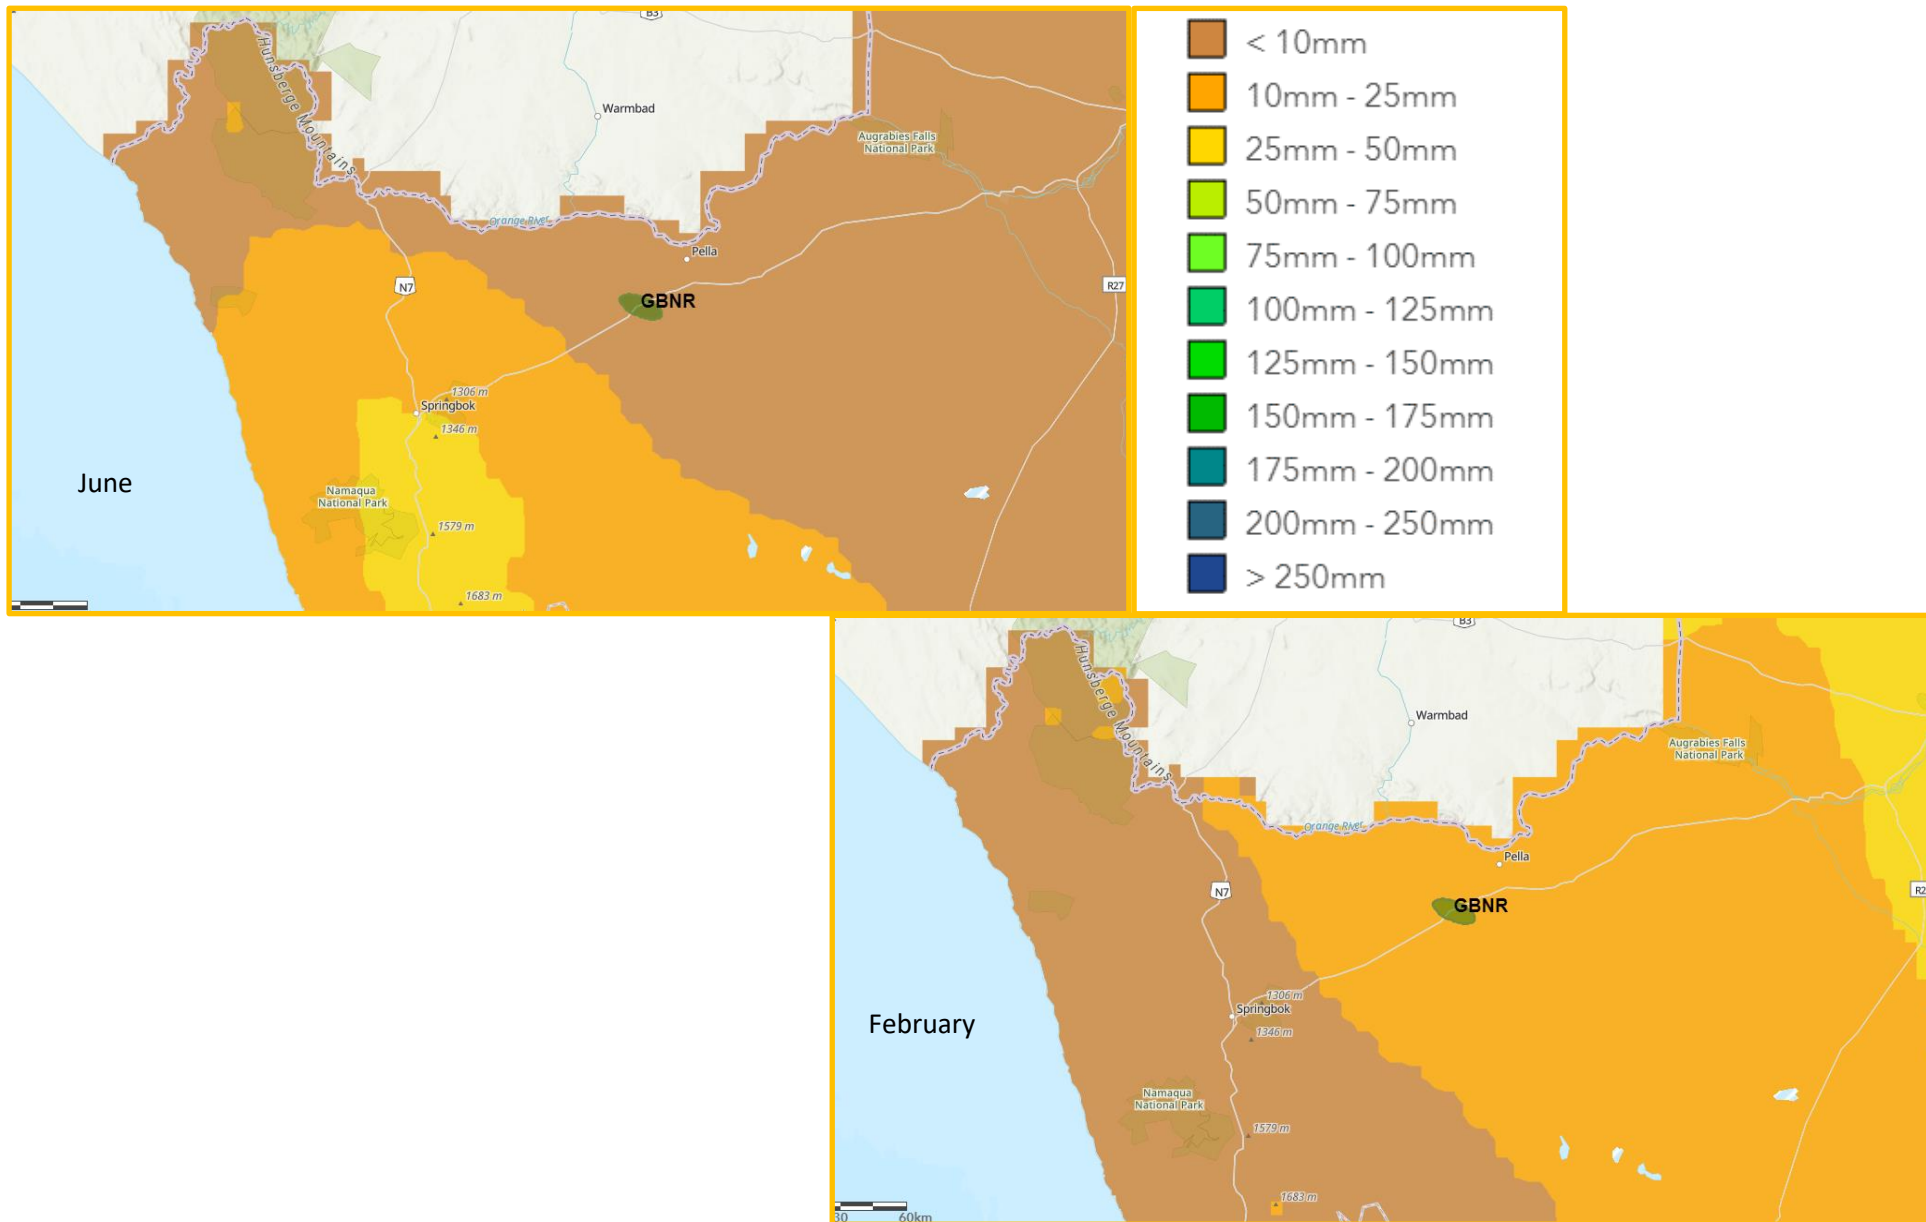 B3
Hunsberge Mountains
Warmbad
Augrabies Falls
National Park
Orange River
Pella
N7
GBNR
R27
1306 m
Springbok
1346 m
June
Namaqua
National Park
1579 m
1683 m
< 10mm
10mm - 25mm
25mm - 50mm
50mm - 75mm
75mm - 100mm
100mm - 125mm
125mm - 150mm
150mm - 175mm
175mm - 200mm
200mm - 250mm
> 250mm
B3
Hunsberge Mountains
Warmbad
Augrabies Falls
National Park
Orange River
Pella
N7
R2
GBNR
1306 m
Springbok
February
1346 m
Namaqua
National Park
1579 m
1683 m
30 60km